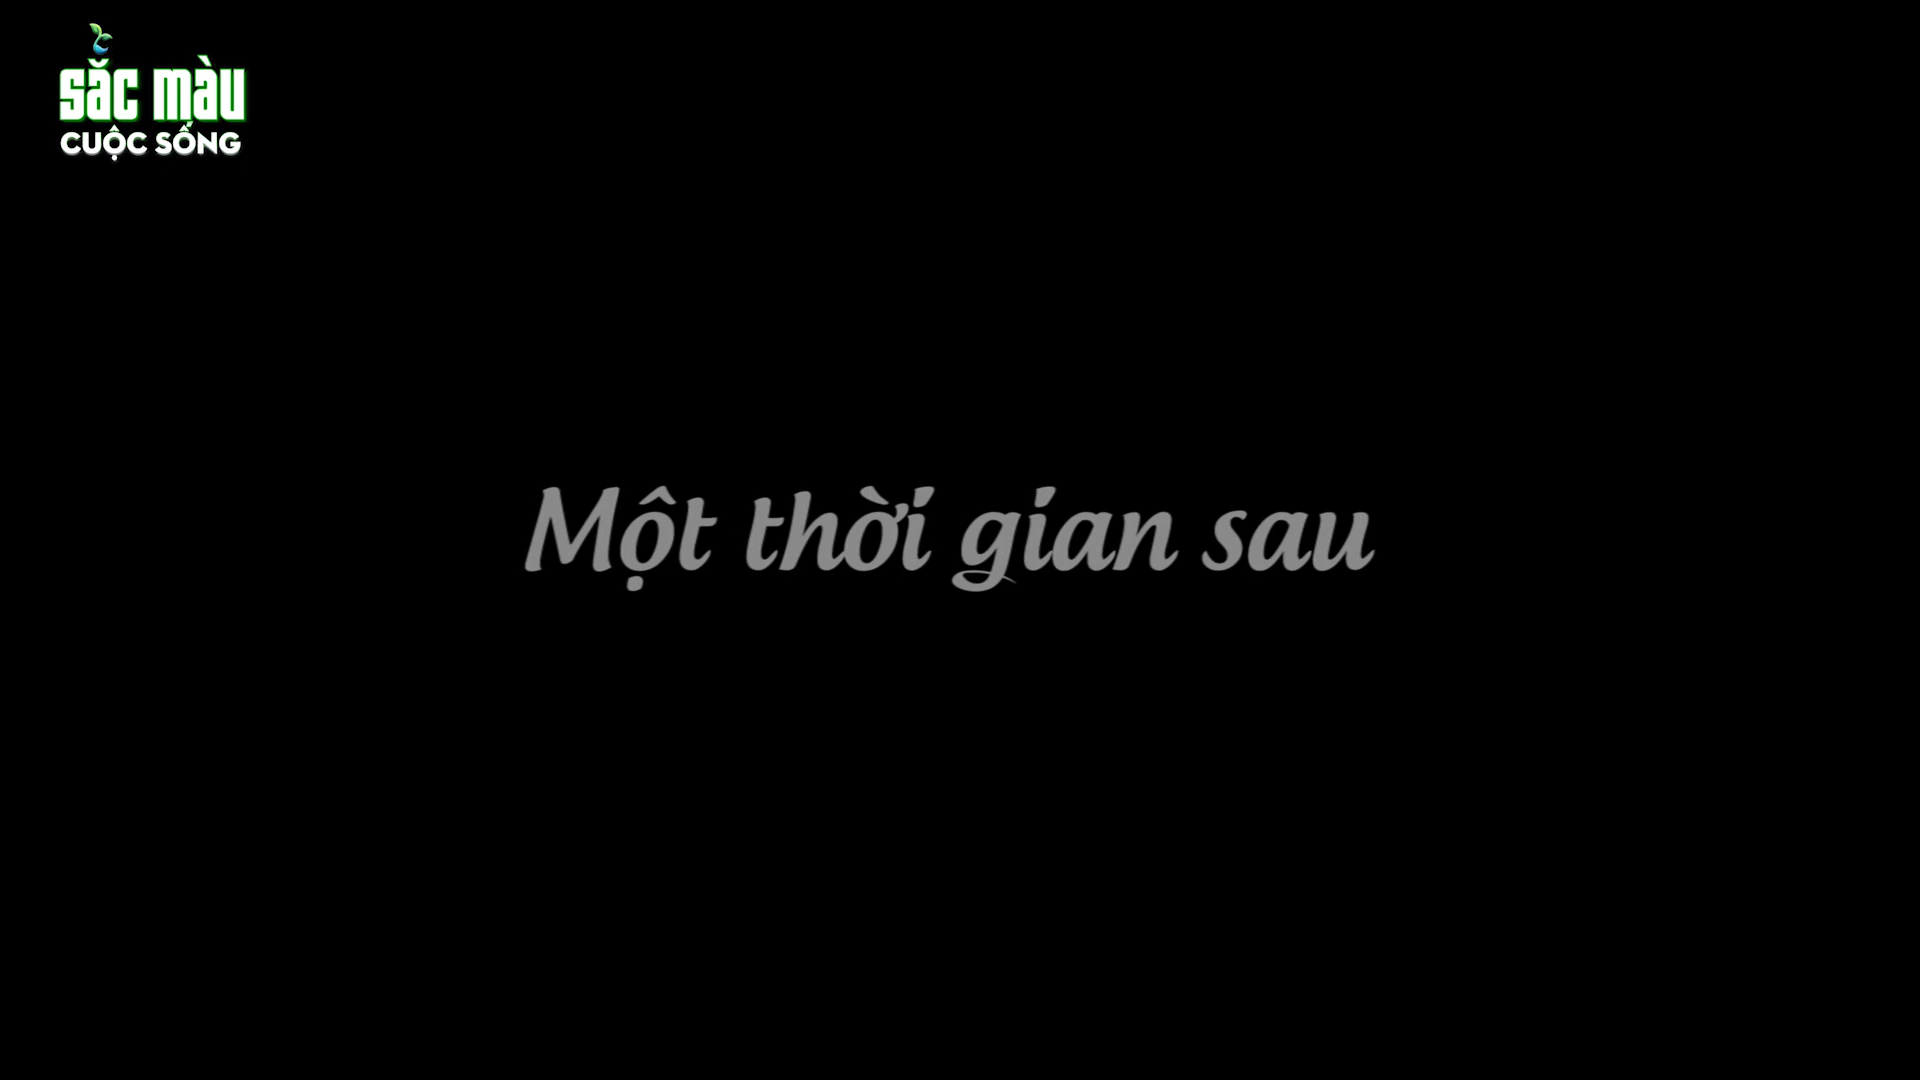 sắc màu
CUỘC SỐNG
Một thời gian sau